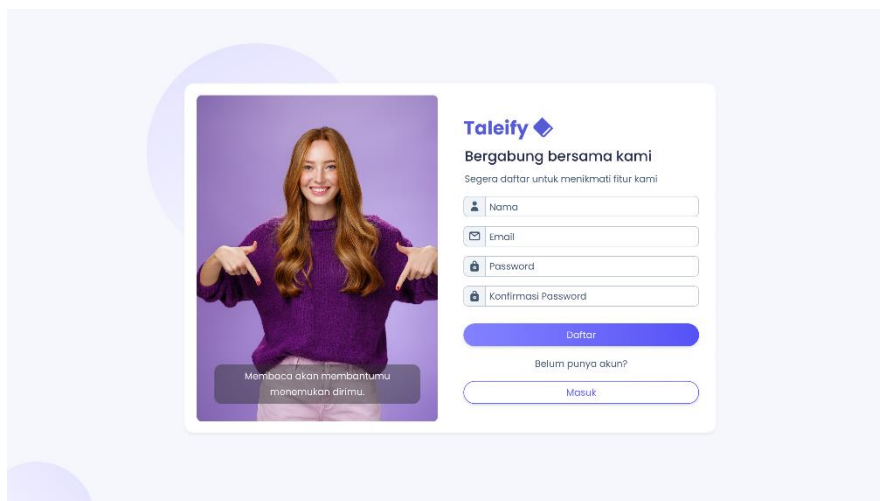 Taleify
Bergabung bersama kami
Segera daftar untuk menikmati fitur kami
Nama
Email
Password
Konfirmasi Password
Daftar
Belum punya akun?
Masuk
Membaca akan membantumu
menemukan dirimu.